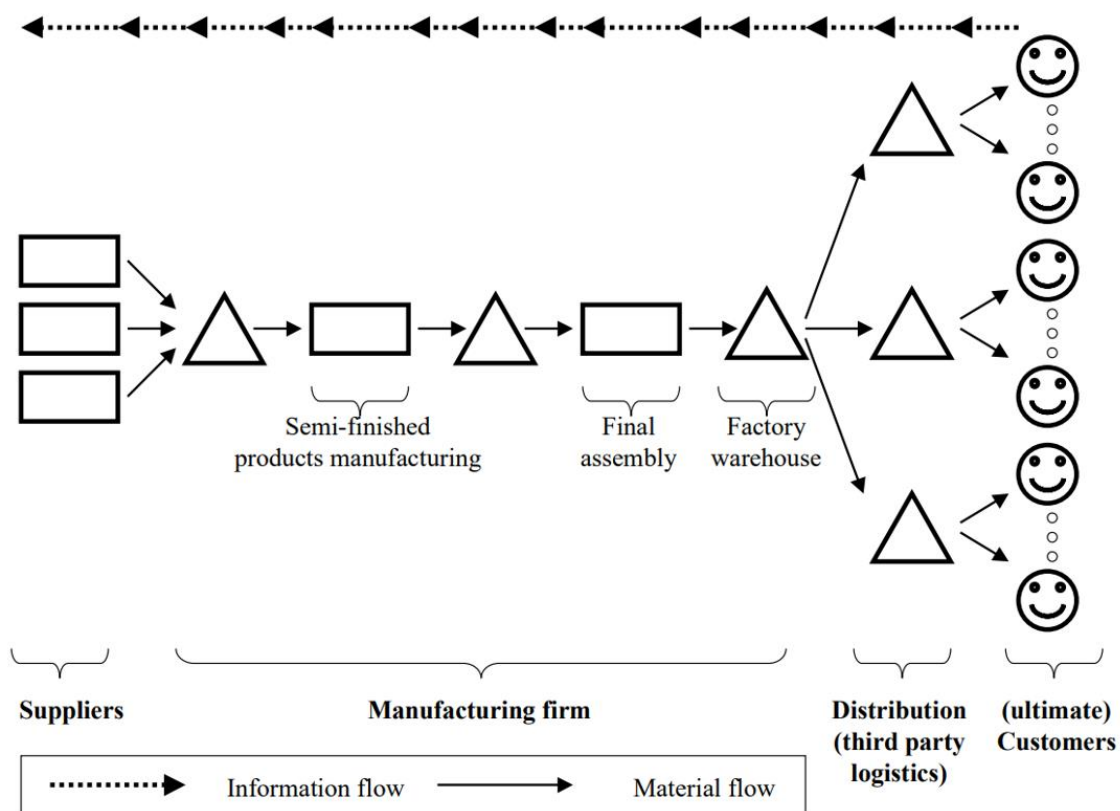 Semi-finished
products manufacturing
Final
assembly
Factory
warehouse
Suppliers
Manufacturing firm
Distribution
(third party
logistics)
(ultimate)
Customers
Information flow
Material flow